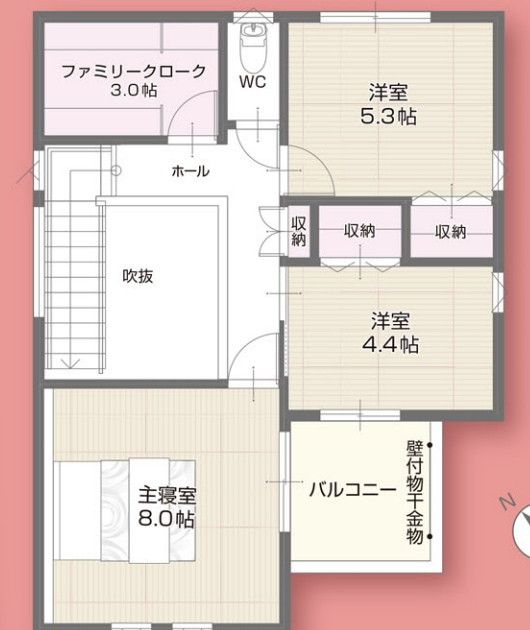 ファミリークローク
3.0帖
WC
洋室
5.3帖
ホール
収納
収納
収納
吹抜
洋室
4.4帖
主寝室
8.0帖
バルコニー
壁付物干金物
N